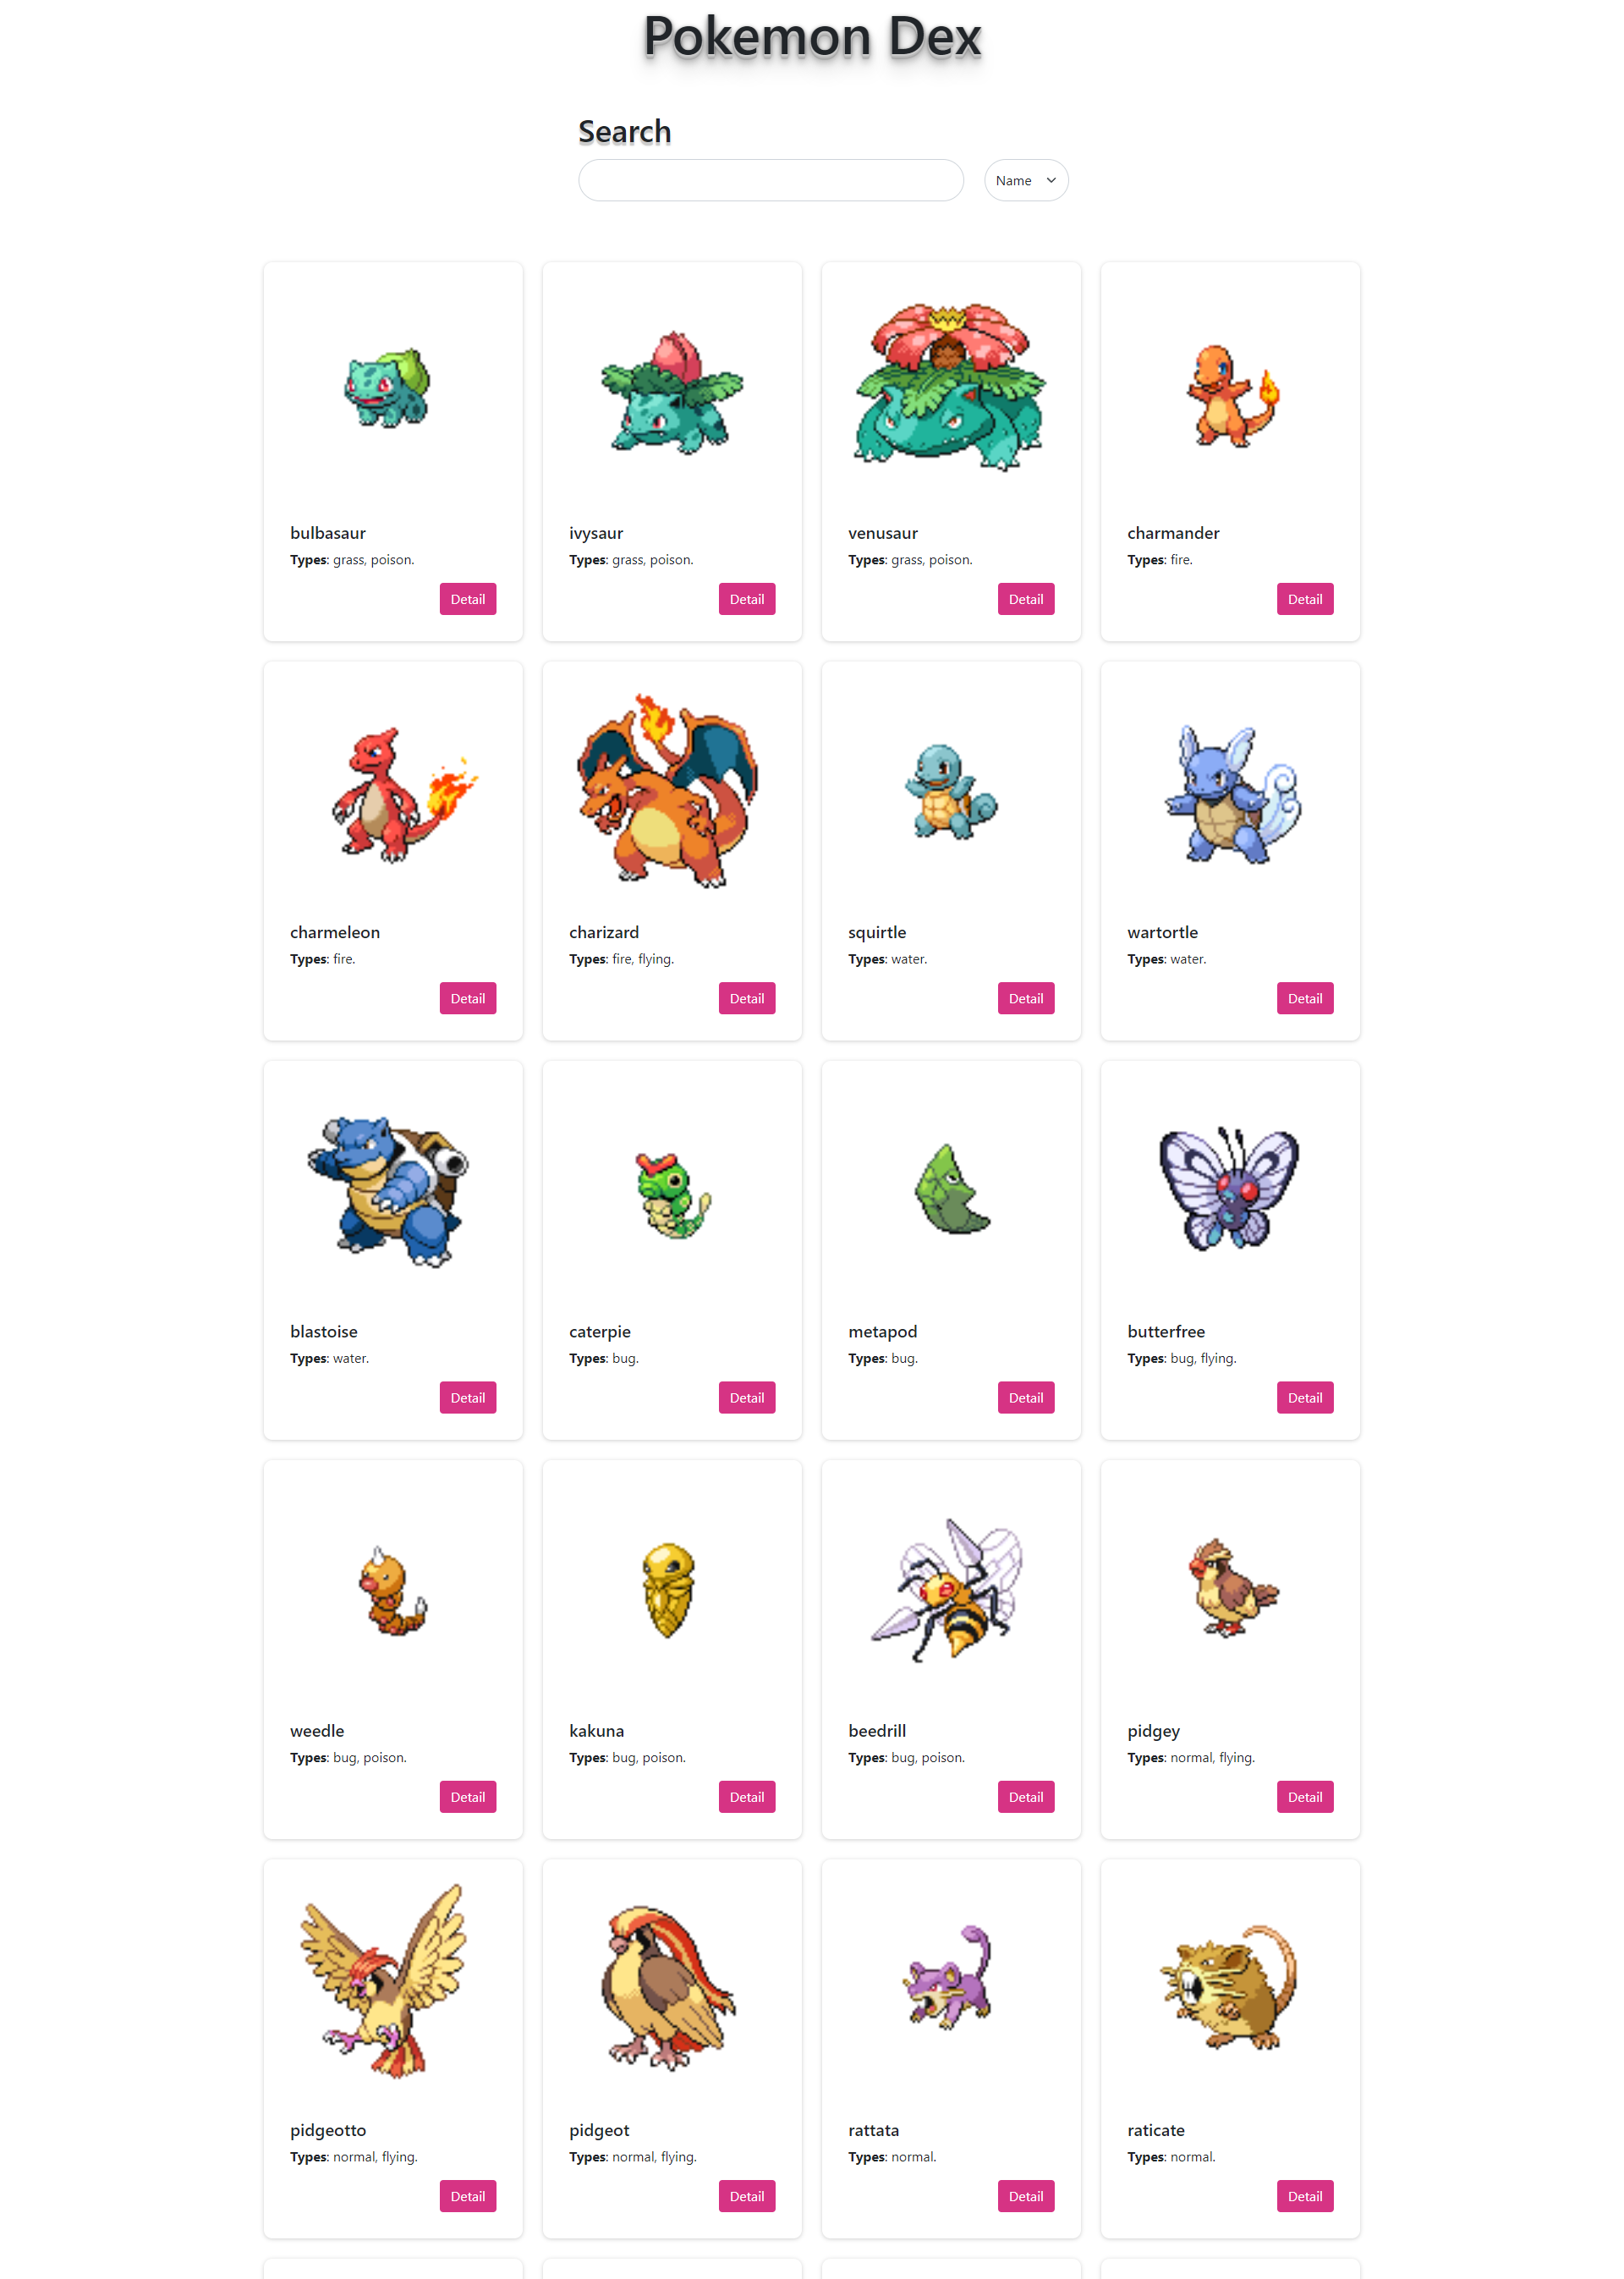 Pokemon Dex
Search
Name
bulbasaur
Types: grass, poison.
Detail
ivysaur
Types: grass, poison.
Detail
venusaur
Types: grass, poison.
Detail
charmander
Types: fire.
Detail
charmeleon
Types: fire.
Detail
charizard
Types: fire, flying.
Detail
squirtle
Types: water.
Detail
wartortle
Types: water.
Detail
blastoise
Types: water.
Detail
caterpie
Types: bug.
Detail
metapod
Types: bug.
Detail
butterfree
Types: bug, flying.
Detail
weedle
Types: bug, poison.
Detail
kakuna
Types: bug, poison.
Detail
beedrill
Types: bug, poison.
Detail
pidgey
Types: normal, flying.
Detail
pidgeotto
Types: normal, flying.
Detail
pidgeot
Types: normal, flying.
Detail
rattata
Types: normal.
Detail
raticate
Types: normal.
Detail